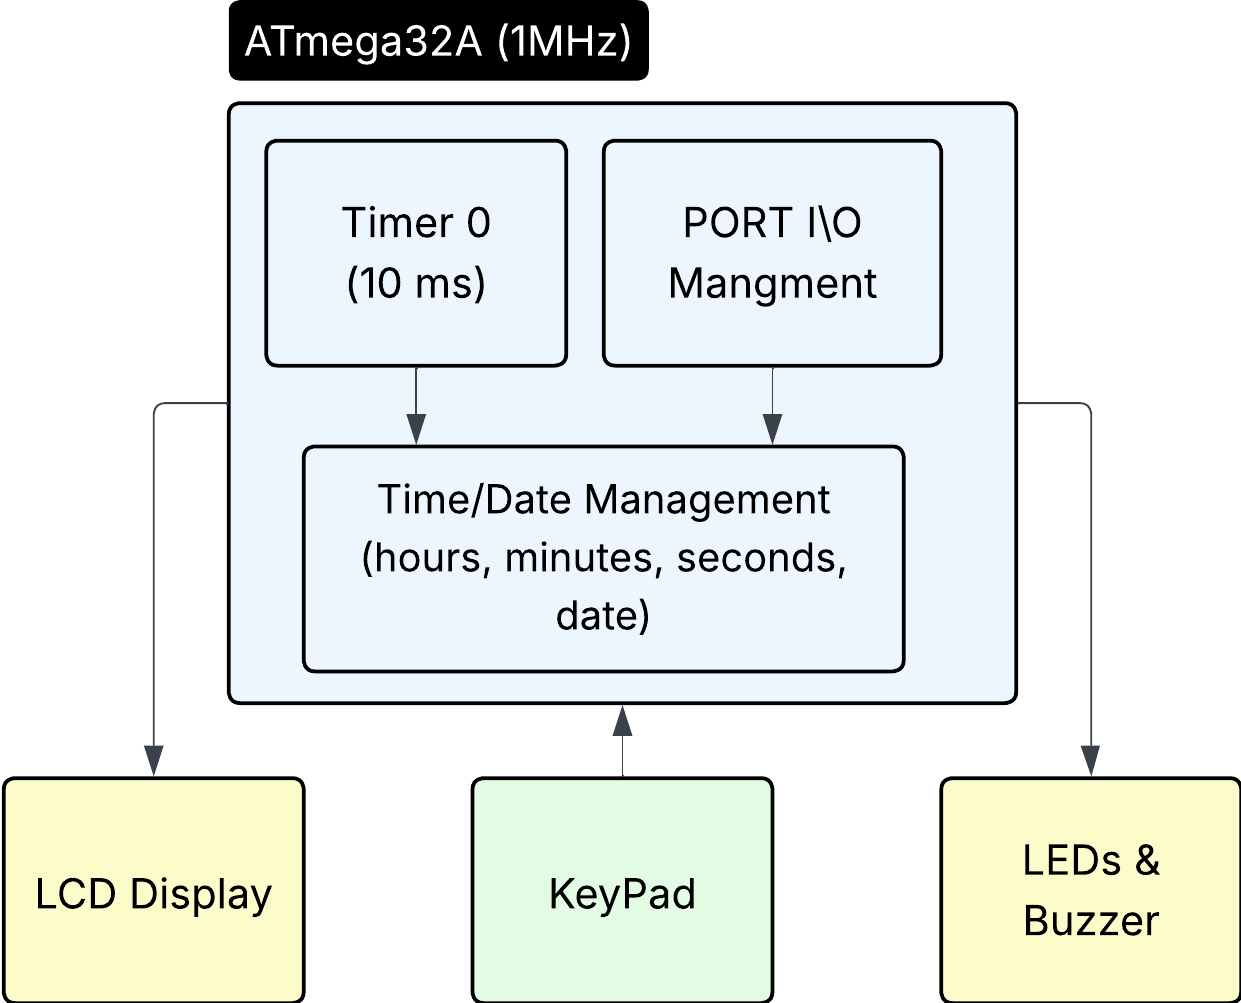 ATmega32A (1MHz)
Timer 0
(10 ms)
PORT I\O
Mangment
Time/Date Management
(hours, minutes, seconds,
date)
LCD Display
KeyPad
LEDs &
Buzzer